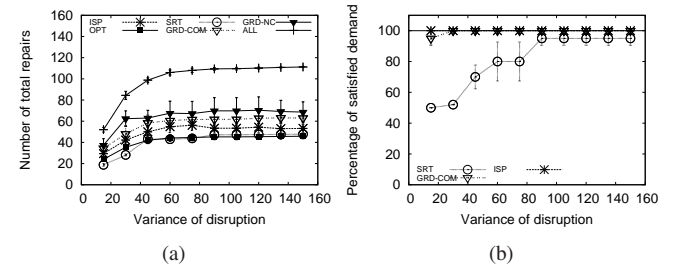 Number of total repairs
160
140
120
100
80
60
40
20
0
ISP SRT GRD-NC
OPT GRD-COM ALL
0 20 40 60 80 100 120 140 160
Variance of disruption
(a)
Percentage of satisfied demand
100
80
60
40
20
0
SRT ISP
GRD-COM
0 20 40 60 80 100 120 140 160
Variance of disruption
(b)